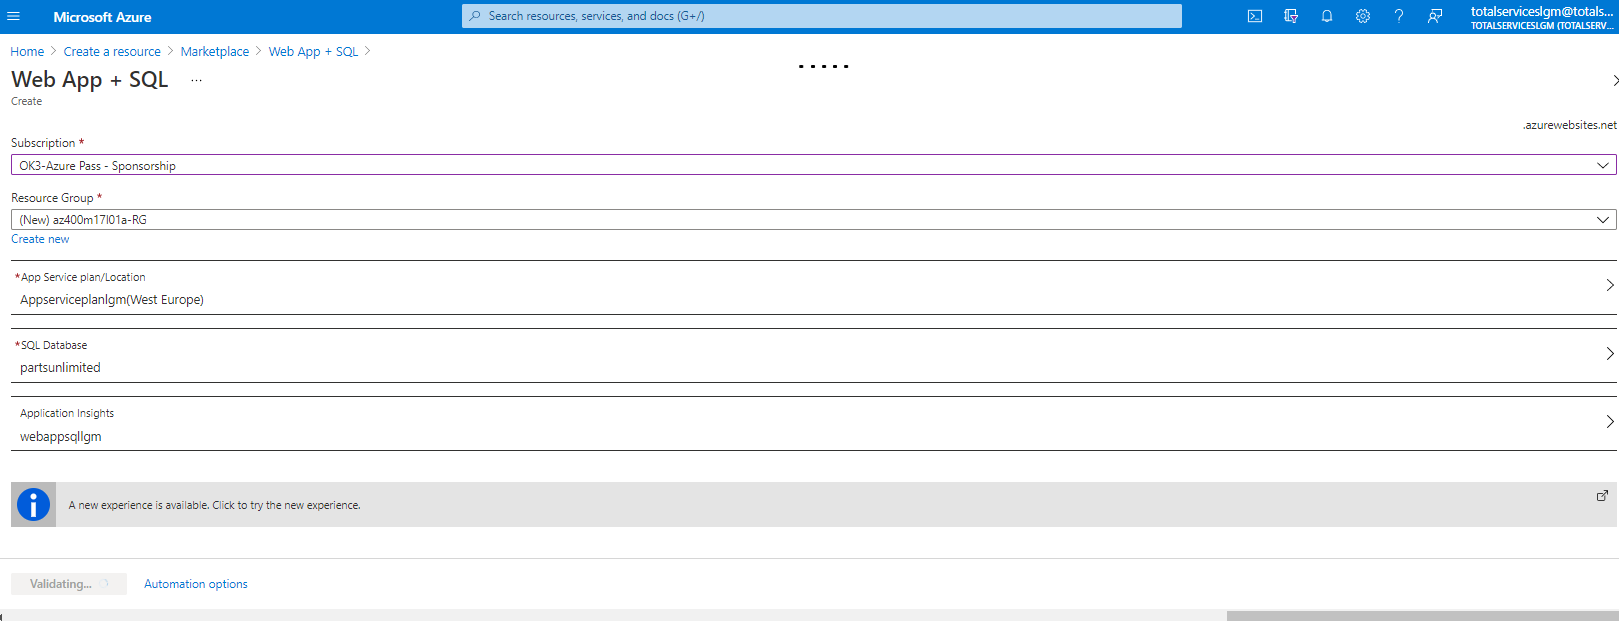 Microsoft Azure
Search resources, services, and docs (G+/)
totalserviceslgm@totals...
TOTALSERVICESLGM (TOTALSERV...
Home > Create a resource > Marketplace > Web App + SQL >
Web App + SQL ...
Create
.azurewebsites.net
Subscription *
OK3-Azure Pass - Sponsorship
Resource Group *
(New) az400m17l01a-RG
Create new
*App Service plan/Location
Appserviceplanlgm(West Europe)
*SQL Database
partsunlimited
Application Insights
webappsqllgm
A new experience is available. Click to try the new experience.
Validating...
Automation options